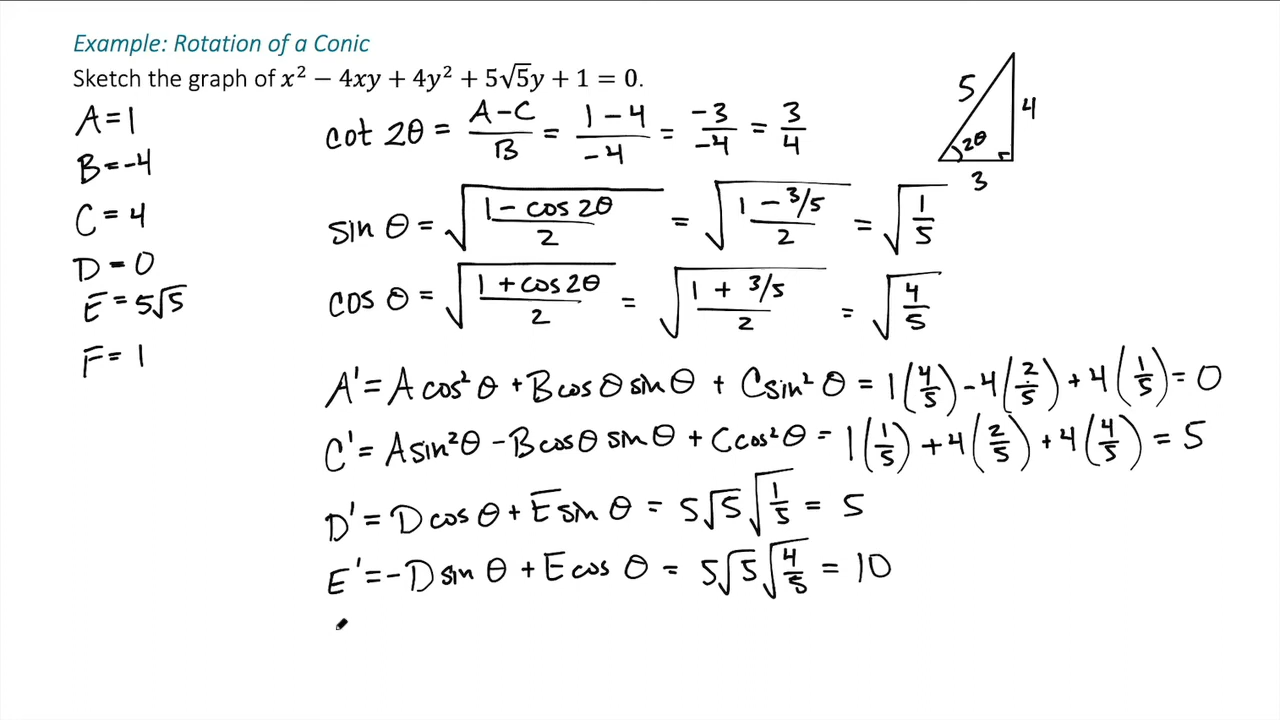 Example: Rotation of a Conic
Sketch the graph of x² − 4xy + 4y² + 5√5y + 1 = 0.
A = 1
B = -4
C = 4
D = 0
E = 5√5
F = 1
cot 2θ = (A-C)/B = (1-4)/-4 = -3/-4 = 3/4
sin θ = √((1 - cos 2θ)/2) = √((1 - 3/5)/2) = √(1/5)
cos θ = √((1 + cos 2θ)/2) = √((1 + 3/5)/2) = √(4/5)
A' = A cos² θ + B cos θ sin θ + C sin² θ = 1(4/5) - 4(2/5) + 4(1/5) = 0
C' = A sin² θ - B cos θ sin θ + C cos² θ = 1(1/5) + 4(2/5) + 4(4/5) = 5
D' = D cos θ + E sin θ = 5√5 √(1/5) = 5
E' = -D sin θ + E cos θ = 5√5 √(4/5) = 10
5
4
2θ
3